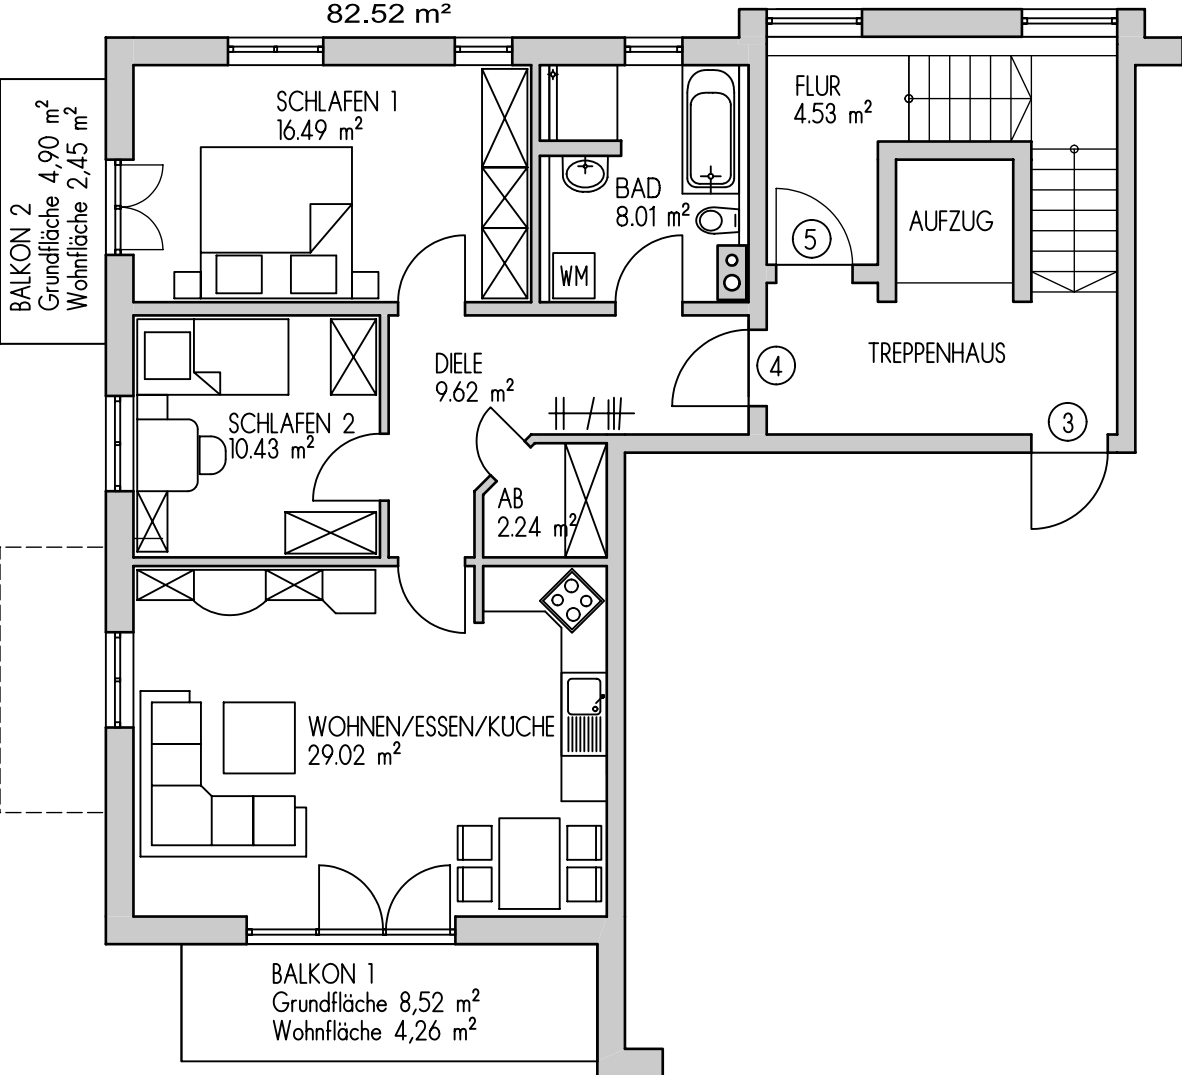 82.52 m²
SCHLAFEN 1
16.49 m²
FLUR
4.53 m²
BALKON 2
Grundfläche 4,90 m²
Wohnfläche 2,45 m²
BAD
8.01 m²
AUFZUG
5
WM
DIELE
9.62 m²
4
TREPPENHAUS
3
SCHLAFEN 2
10.43 m²
AB
2.24 m²
WOHNEN/ESSEN/KÜCHE
29.02 m²
BALKON 1
Grundfläche 8,52 m²
Wohnfläche 4,26 m²